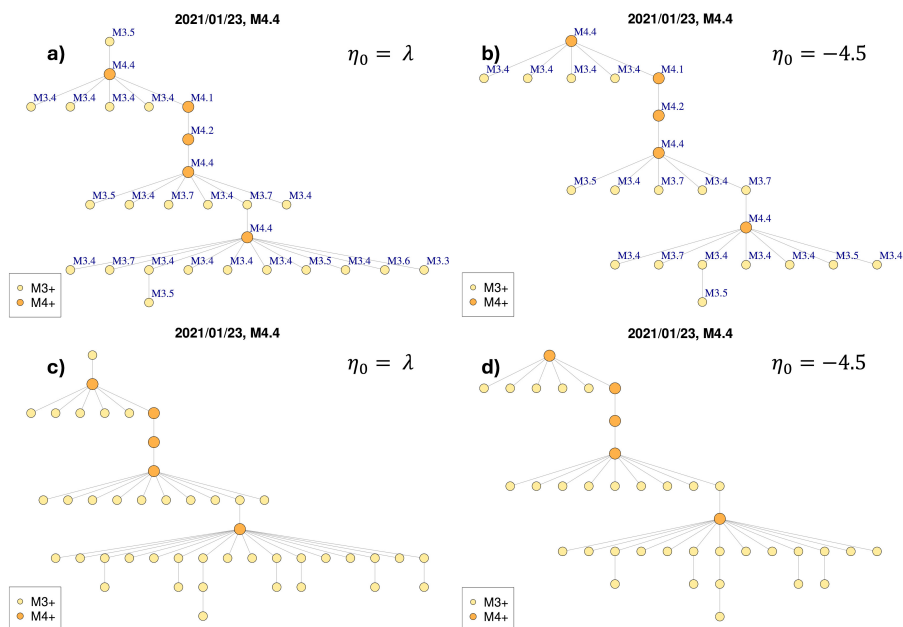 2021/01/23, M4.4
a)
η₀ = λ
M3.5
M4.4
M3.4 M3.4 M3.4 M3.4 M4.1
M4.2
M4.4
M3.5 M3.4 M3.7 M3.4 M3.7 M3.4
M4.4
M3.4 M3.7 M3.4 M3.4 M3.4 M3.4 M3.5 M3.4 M3.6 M3.3
M3.5
M3+
M4+
2021/01/23, M4.4
b)
η₀ = −4.5
M4.4
M3.4 M3.4 M3.4 M3.4 M4.1
M4.2
M4.4
M3.5 M3.4 M3.7 M3.4 M3.7
M4.4
M3.4 M3.7 M3.4 M3.4 M3.4 M3.5 M3.4
M3.5
M3+
M4+
2021/01/23, M4.4
c)
η₀ = λ
M3+
M4+
2021/01/23, M4.4
d)
η₀ = −4.5
M3+
M4+